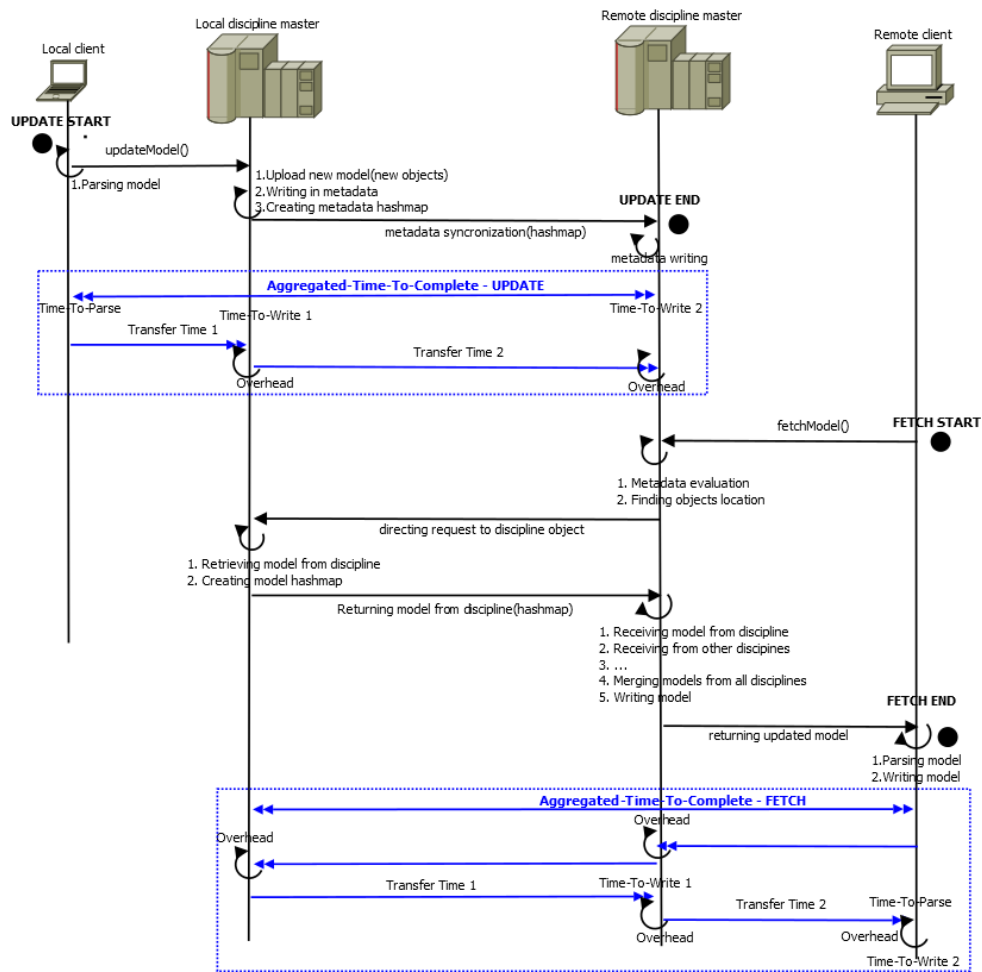 Local client
Local discipline master
Remote discipline master
Remote client
UPDATE START
updateModel()
1.Parsing model
1.Upload new model(new objects)
2.Writing in metadata
3.Creating metadata hashmap
UPDATE END
metadata syncronization(hashmap)
metadata writing
Aggregated-Time-To-Complete - UPDATE
Time-To-Parse
Time-To-Write 1
Time-To-Write 2
Transfer Time 1
Transfer Time 2
Overhead
Overhead
fetchModel()
FETCH START
1. Metadata evaluation
2. Finding objects location
directing request to discipline object
1. Retrieving model from discipline
2. Creating model hashmap
Returning model from discipline(hashmap)
1. Receiving model from discipline
2. Receiving from other discipines
3. ...
4. Merging models from all disciplines
5. Writing model
FETCH END
returning updated model
1.Parsing model
2.Writing model
Aggregated-Time-To-Complete - FETCH
Overhead
Overhead
Transfer Time 1
Time-To-Write 1
Transfer Time 2
Time-To-Parse
Overhead
Overhead
Time-To-Write 2